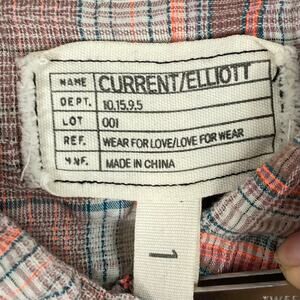 NAME CURRENT/ELLIOTT
DEPT. 10.15.9.5
LOT 001
REF. WEAR FOR LOVE/LOVE FOR WEAR
MNF. MADE IN CHINA
1